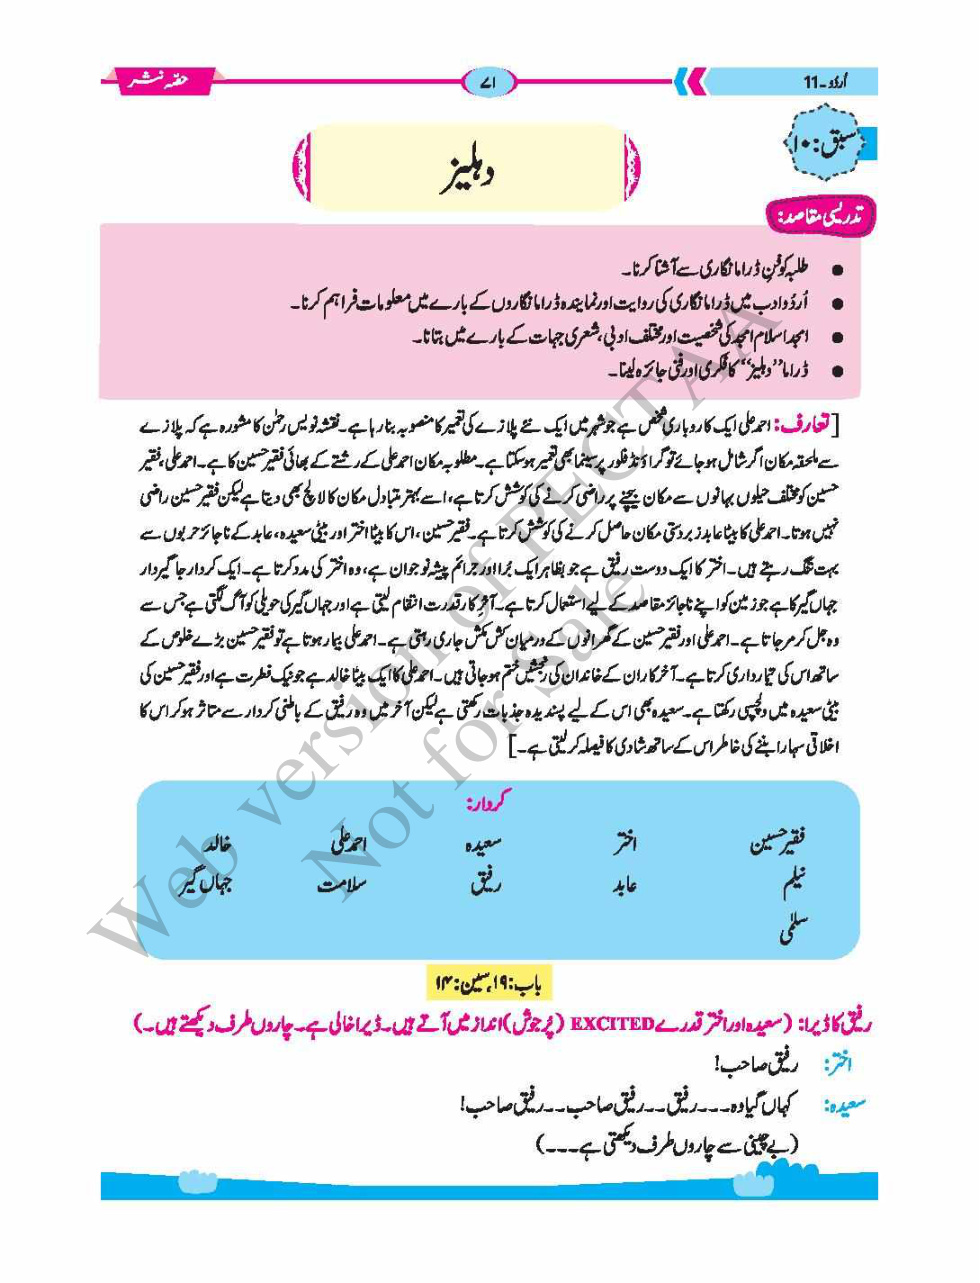 اُردُو-11
۷۱
حصّہ نثر
سبق: ۱۰
دہلیز
تدریسی مقاصد:
● طلبہ کو فنِ ڈراما نگاری سے آشنا کرنا۔
● اُردُو ادب میں ڈراما نگاری کی روایت اور نمایندہ ڈراما نگاروں کے بارے میں معلومات فراہم کرنا۔
● امجد اسلام امجد کی شخصیت اور مختلف ادبی، شعری جہات کے بارے میں بتانا۔
● ڈراما ”دہلیز“ کا فکری اور فنی جائزہ لینا۔
[تعارف: احمد علی ایک کاروباری شخص ہے جو شہر میں ایک نئے پلازے کی تعمیر کا منصوبہ بنا رہا ہے۔ نقشہ نویس رحمٰن کا مشورہ ہے کہ پلازے
سے ملحقہ مکان اگر شامل ہو جائے تو گراؤنڈ فلور پر سینما بھی تعمیر ہو سکتا ہے۔ مطلوبہ مکان احمد علی کے رشتے کے بھائی فقیر حسین کا ہے۔ احمد علی، فقیر
حسین کو مختلف حیلوں بہانوں سے مکان بیچنے پر راضی کرنے کی کوشش کرتا ہے، اسے بہتر متبادل مکان کا لالچ بھی دیتا ہے لیکن فقیر حسین راضی
نہیں ہوتا۔ احمد علی کا بیٹا عابد زبردستی مکان حاصل کرنے کی کوشش کرتا ہے۔ فقیر حسین، اس کا بیٹا اختر اور بیٹی سعیدہ، عابد کے ناجائز حربوں سے
بہت تنگ رہتے ہیں۔ اختر کا ایک دوست رفیق ہے جو بظاہر ایک بُرا اور جرائم پیشہ نوجوان ہے، وہ اختر کی مدد کرتا ہے۔ ایک کردار جاگیردار
جہاں گیر کا ہے جو زمین کو اپنے ناجائز مقاصد کے لیے استعمال کرتا ہے۔ آخر کار قدرت انتقام لیتی ہے اور جہاں گیر کی حویلی کو آگ لگتی ہے جس سے
وہ جل کر مر جاتا ہے۔ احمد علی اور فقیر حسین کے گھرانوں کے درمیان کش مکش جاری رہتی ہے۔ احمد علی بیمار ہوتا ہے تو فقیر حسین بڑے خلوص کے
ساتھ اس کی تیمارداری کرتا ہے۔ آخر کار ان کے خاندان کی رنجشیں ختم ہو جاتی ہیں۔ احمد علی کا ایک بیٹا خالد ہے جو نیک فطرت ہے اور فقیر حسین کی
بیٹی سعیدہ میں دلچسپی رکھتا ہے۔ سعیدہ بھی اس کے لیے پسندیدہ جذبات رکھتی ہے لیکن آخر میں وہ رفیق کے باطنی کردار سے متاثر ہو کر اس کا
اخلاقی سہارا بننے کی خاطر اس کے ساتھ شادی کا فیصلہ کر لیتی ہے۔]
کردار:
فقیر حسین اختر سعیدہ احمد علی خالد
نیلم عابد رفیق سلامت جہاں گیر
سلمٰی
باب: ۱۹، سین: ۱۴
رفیق کا ڈیرا: (سعیدہ اور اختر قدرے EXCITED (پُر جوش) انداز میں آتے ہیں۔ ڈیرا خالی ہے۔ چاروں طرف دیکھتے ہیں۔)
اختر: رفیق صاحب!
سعیدہ: کہاں گیا وہ۔۔۔رفیق۔۔رفیق صاحب۔۔رفیق صاحب!
(بے چینی سے چاروں طرف دیکھتی ہے۔۔۔)
Web version of PECTAA
Not for Sale